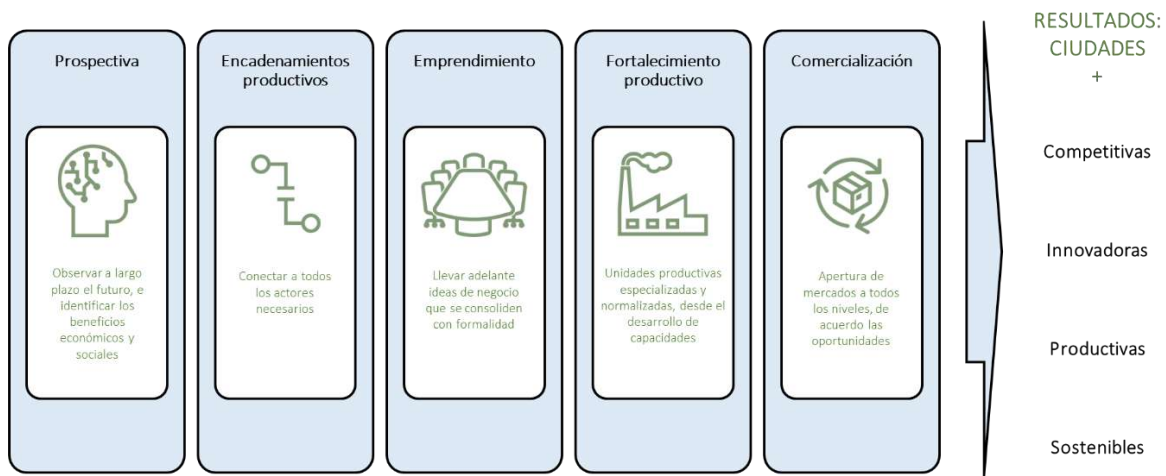 Prospectiva
Observar a largo
plazo el futuro, e
identificar los
beneficios
económicos y
sociales
Encadenamientos
productivos
Conectar a todos
los actores
necesarios
Emprendimiento
Llevar adelante
ideas de negocio
que se consoliden
con formalidad
Fortalecimiento
productivo
Unidades productivas
especializadas y
normalizadas, desde el
desarrollo de
capacidades
Comercialización
Apertura de
mercados a todos
los niveles, de
acuerdo las
oportunidades
RESULTADOS:
CIUDADES
+
Competitivas
Innovadoras
Productivas
Sostenibles